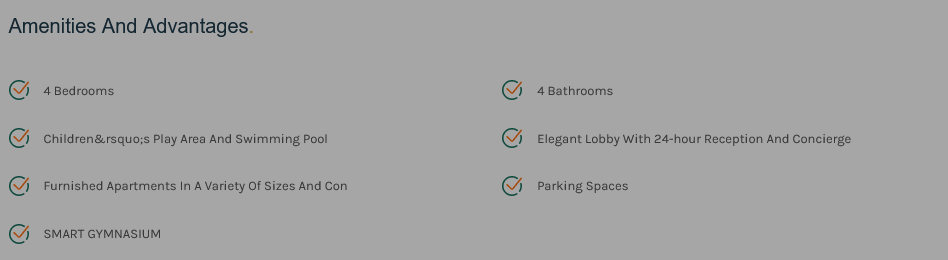 Amenities And Advantages.
4 Bedrooms
4 Bathrooms
Children&rsquo;s Play Area And Swimming Pool
Elegant Lobby With 24-hour Reception And Concierge
Furnished Apartments In A Variety Of Sizes And Con
Parking Spaces
SMART GYMNASIUM